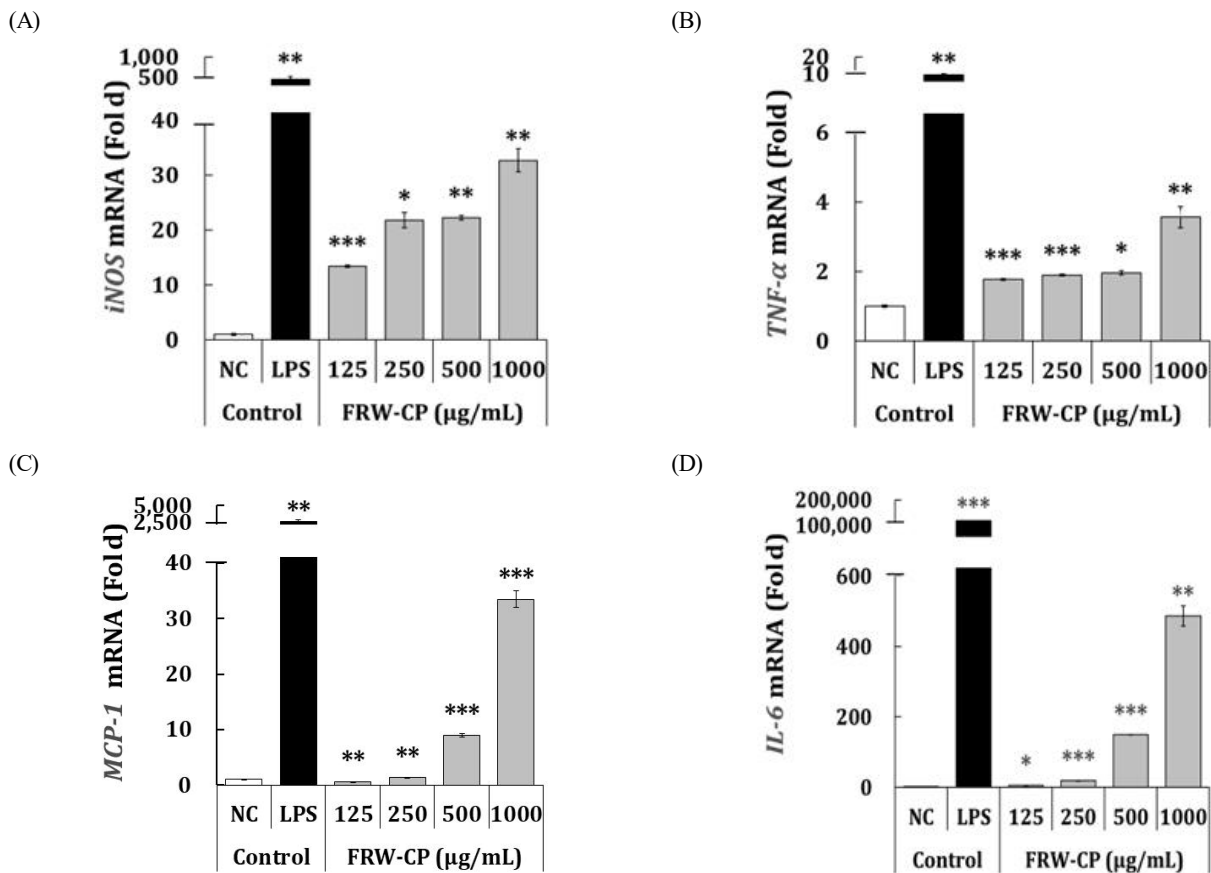 (A)
1,000
500
**
40
30
20
10
0
iNOS mRNA (Fold)
***
*
**
**
NC LPS 125 250 500 1000
Control FRW-CP (μg/mL)
(B)
20
10
**
6
4
2
0
TNF-α mRNA (Fold)
***
***
*
**
NC LPS 125 250 500 1000
Control FRW-CP (μg/mL)
(C)
5,000
2,500
**
40
30
20
10
0
MCP-1 mRNA (Fold)
**
**
***
***
NC LPS 125 250 500 1000
Control FRW-CP (μg/mL)
(D)
200,000
100,000
***
600
400
200
0
IL-6 mRNA (Fold)
*
***
***
**
NC LPS 125 250 500 1000
Control FRW-CP (μg/mL)